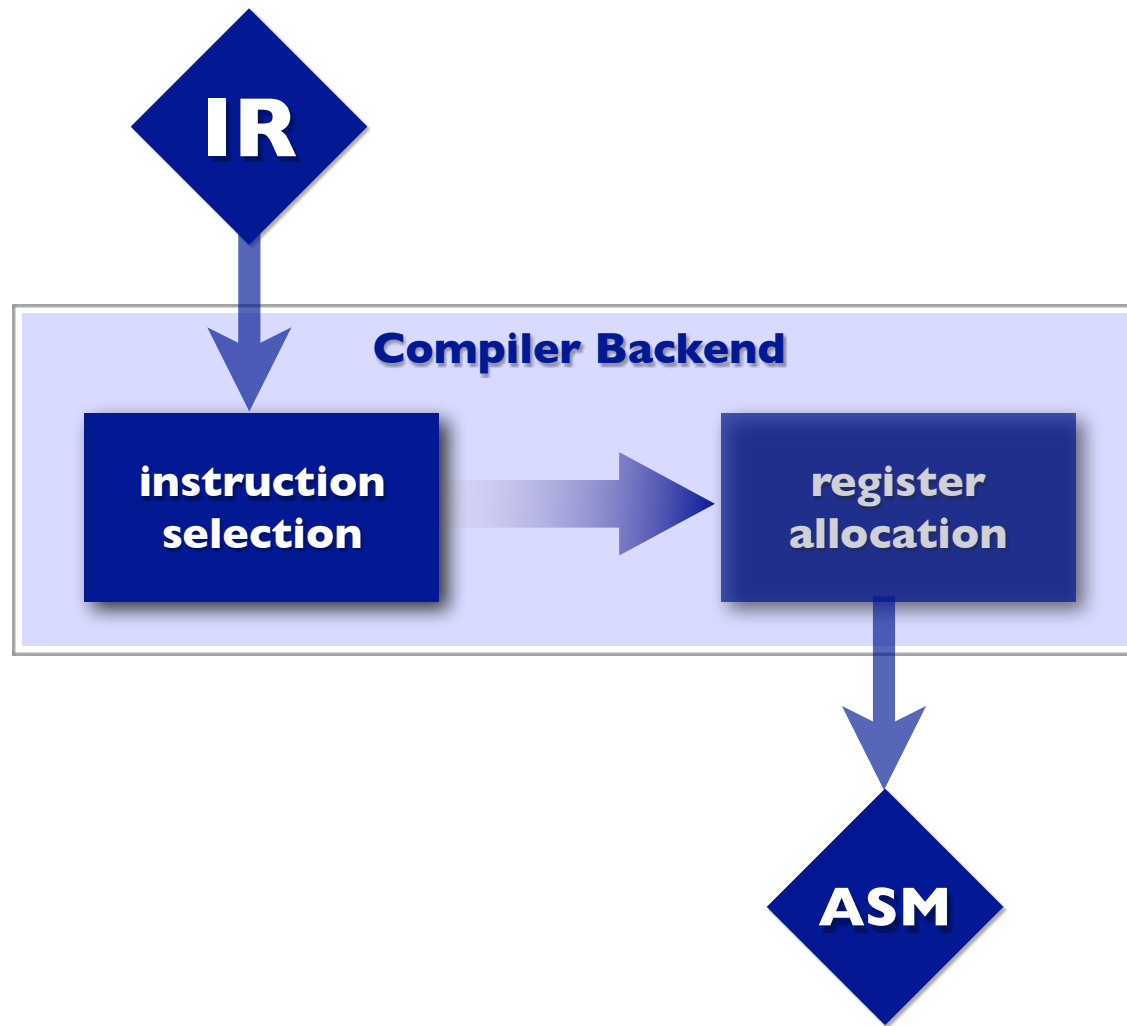 IR
Compiler Backend
instruction
selection
register
allocation
ASM